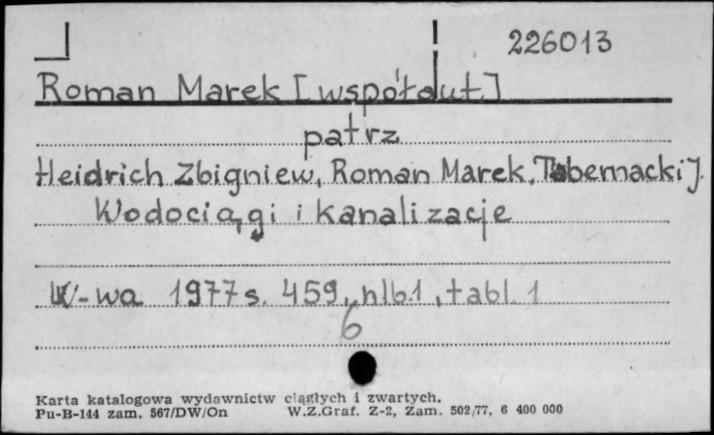 226013
Roman Marek [współaut.]
patrz
Heidrich Zbigniew, Roman Marek, Tabernacki J.
Wodociągi i kanalizacje
W-wa 1977 s. 459, nlb.1, tabl. 1
6
Karta katalogowa wydawnictw ciągłych i zwartych.
Pu-B-144 zam. 567/DW/On W.Z.Graf. Z-2, Zam. 502/77, 6 400 000